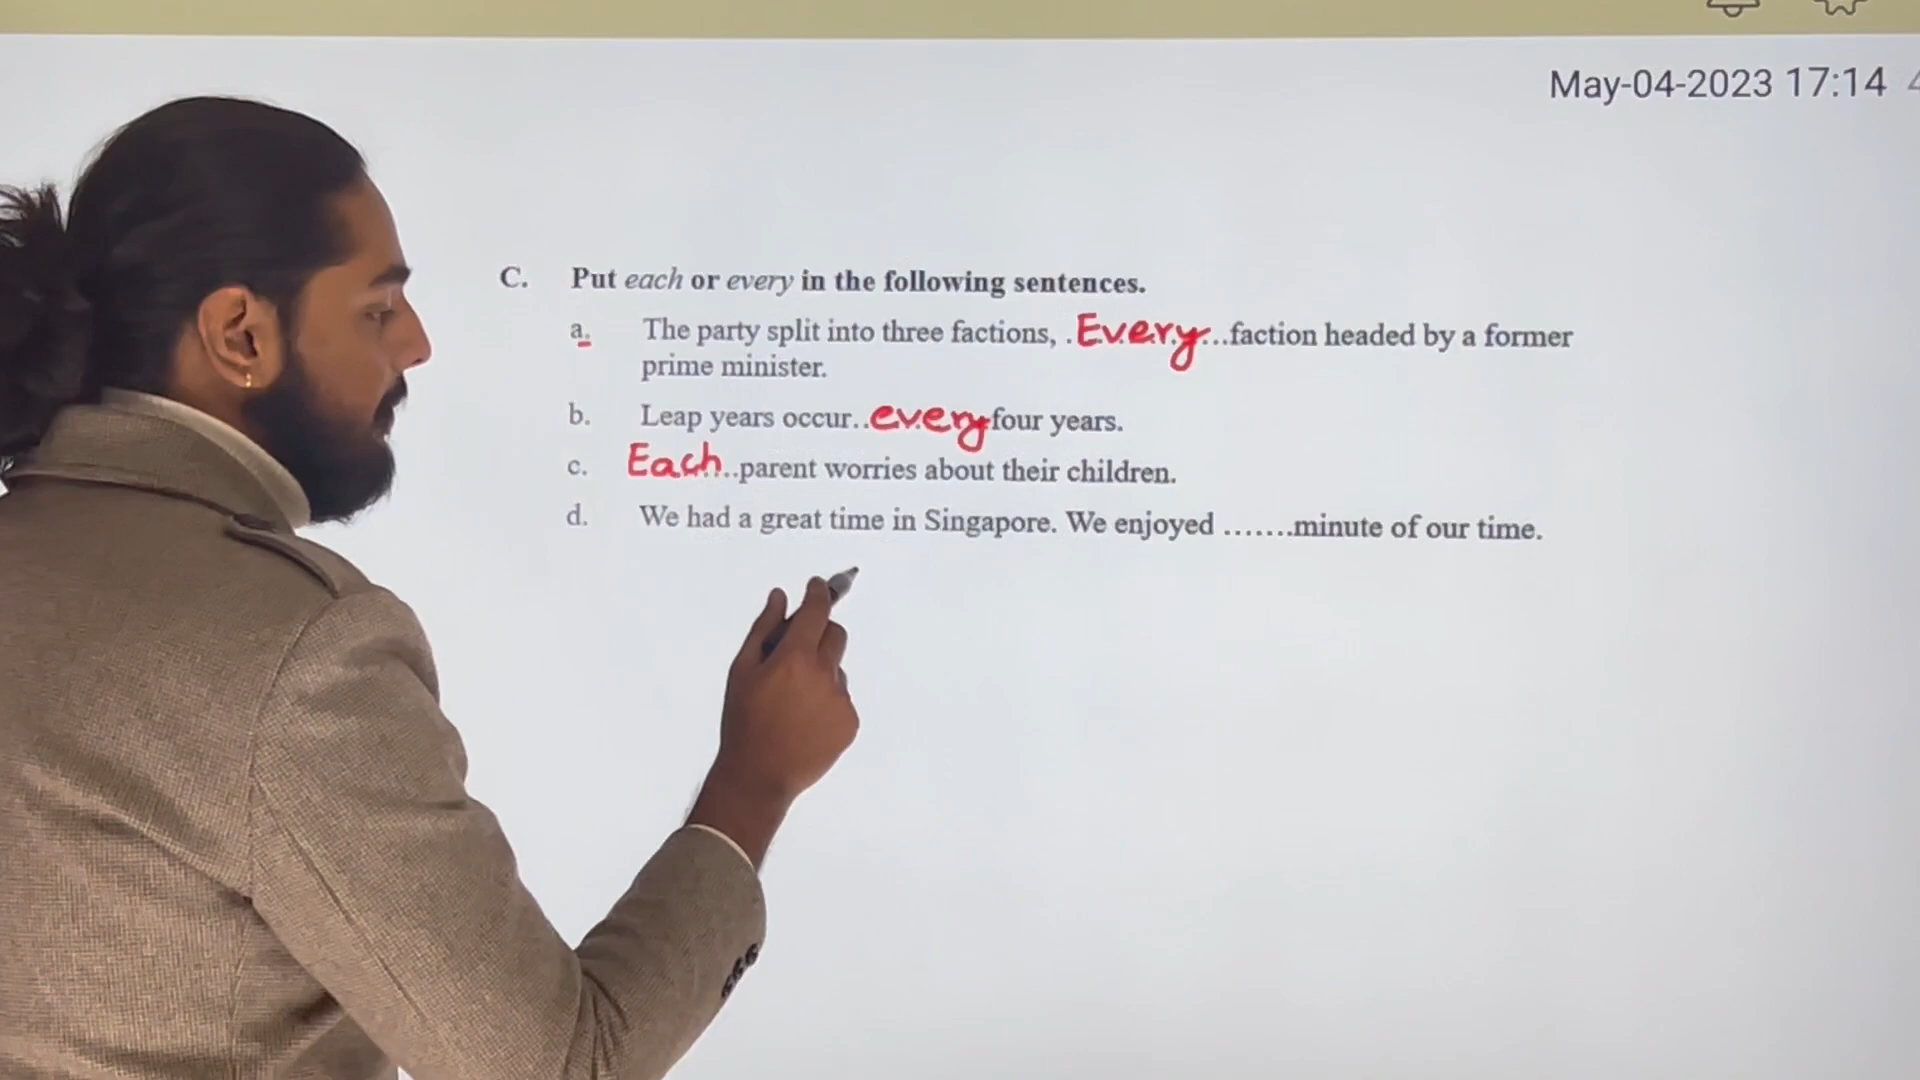 May-04-2023 17:14
C. Put each or every in the following sentences.
a. The party split into three factions, .Every...faction headed by a former
prime minister.
b. Leap years occur..every four years.
c. Each...parent worries about their children.
d. We had a great time in Singapore. We enjoyed .......minute of our time.